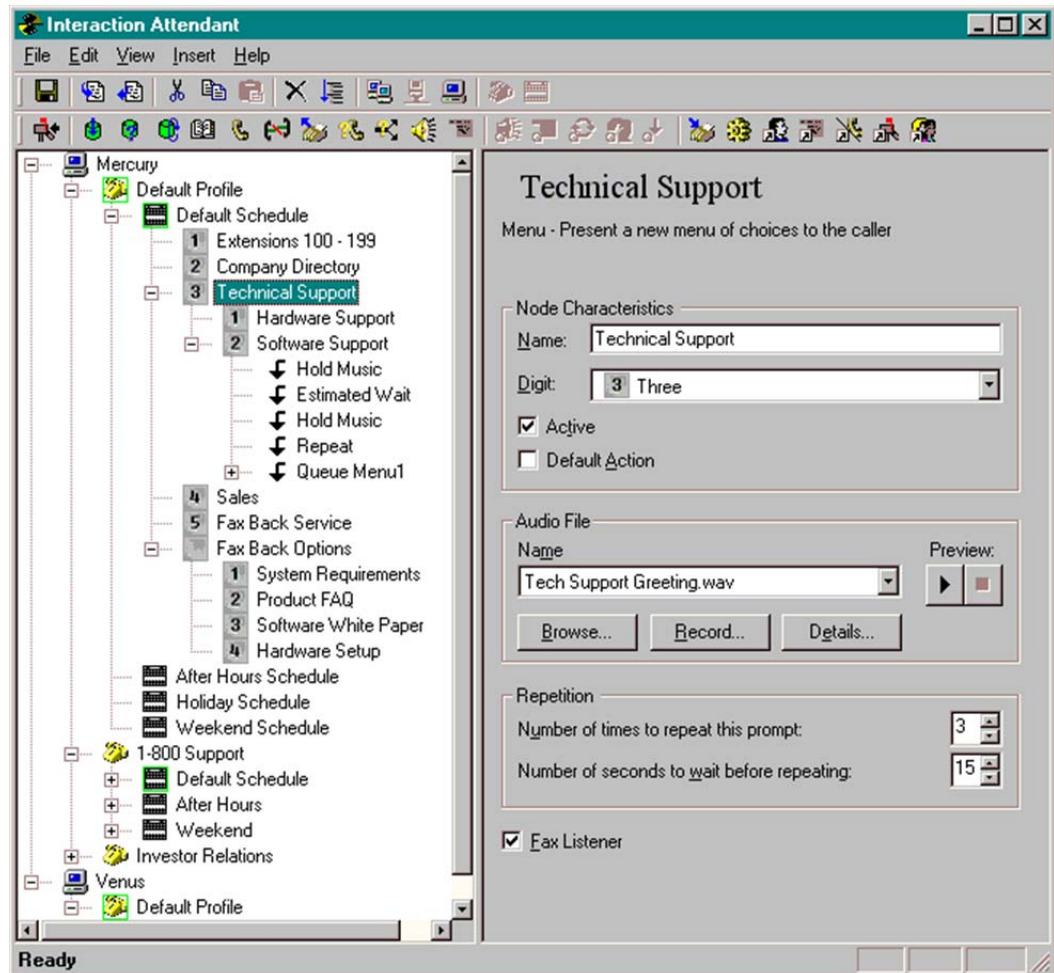 Interaction Attendant
File Edit View Insert Help
Mercury
Default Profile
Default Schedule
1 Extensions 100 - 199
2 Company Directory
3 Technical Support
1 Hardware Support
2 Software Support
Hold Music
Estimated Wait
Hold Music
Repeat
Queue Menu1
4 Sales
5 Fax Back Service
Fax Back Options
1 System Requirements
2 Product FAQ
3 Software White Paper
4 Hardware Setup
After Hours Schedule
Holiday Schedule
Weekend Schedule
1-800 Support
Default Schedule
After Hours
Weekend
Investor Relations
Venus
Default Profile
Technical Support
Menu - Present a new menu of choices to the caller
Node Characteristics
Name: Technical Support
Digit: 3 Three
Active
Default Action
Audio File
Name Preview:
Tech Support Greeting.wav
Browse... Record... Details...
Repetition
Number of times to repeat this prompt: 3
Number of seconds to wait before repeating: 15
Fax Listener
Ready